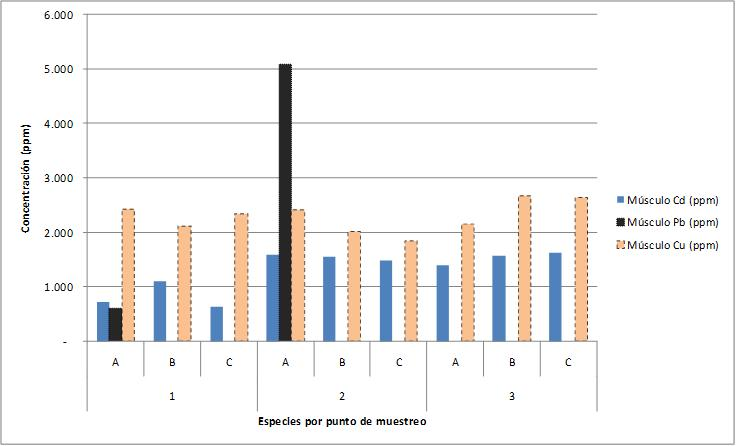 6.000
5.000
4.000
3.000
2.000
1.000
-
Concentración (ppm)
A B C A B C A B C
1 2 3
Especies por punto de muestreo
Músculo Cd (ppm)
Músculo Pb (ppm)
Músculo Cu (ppm)